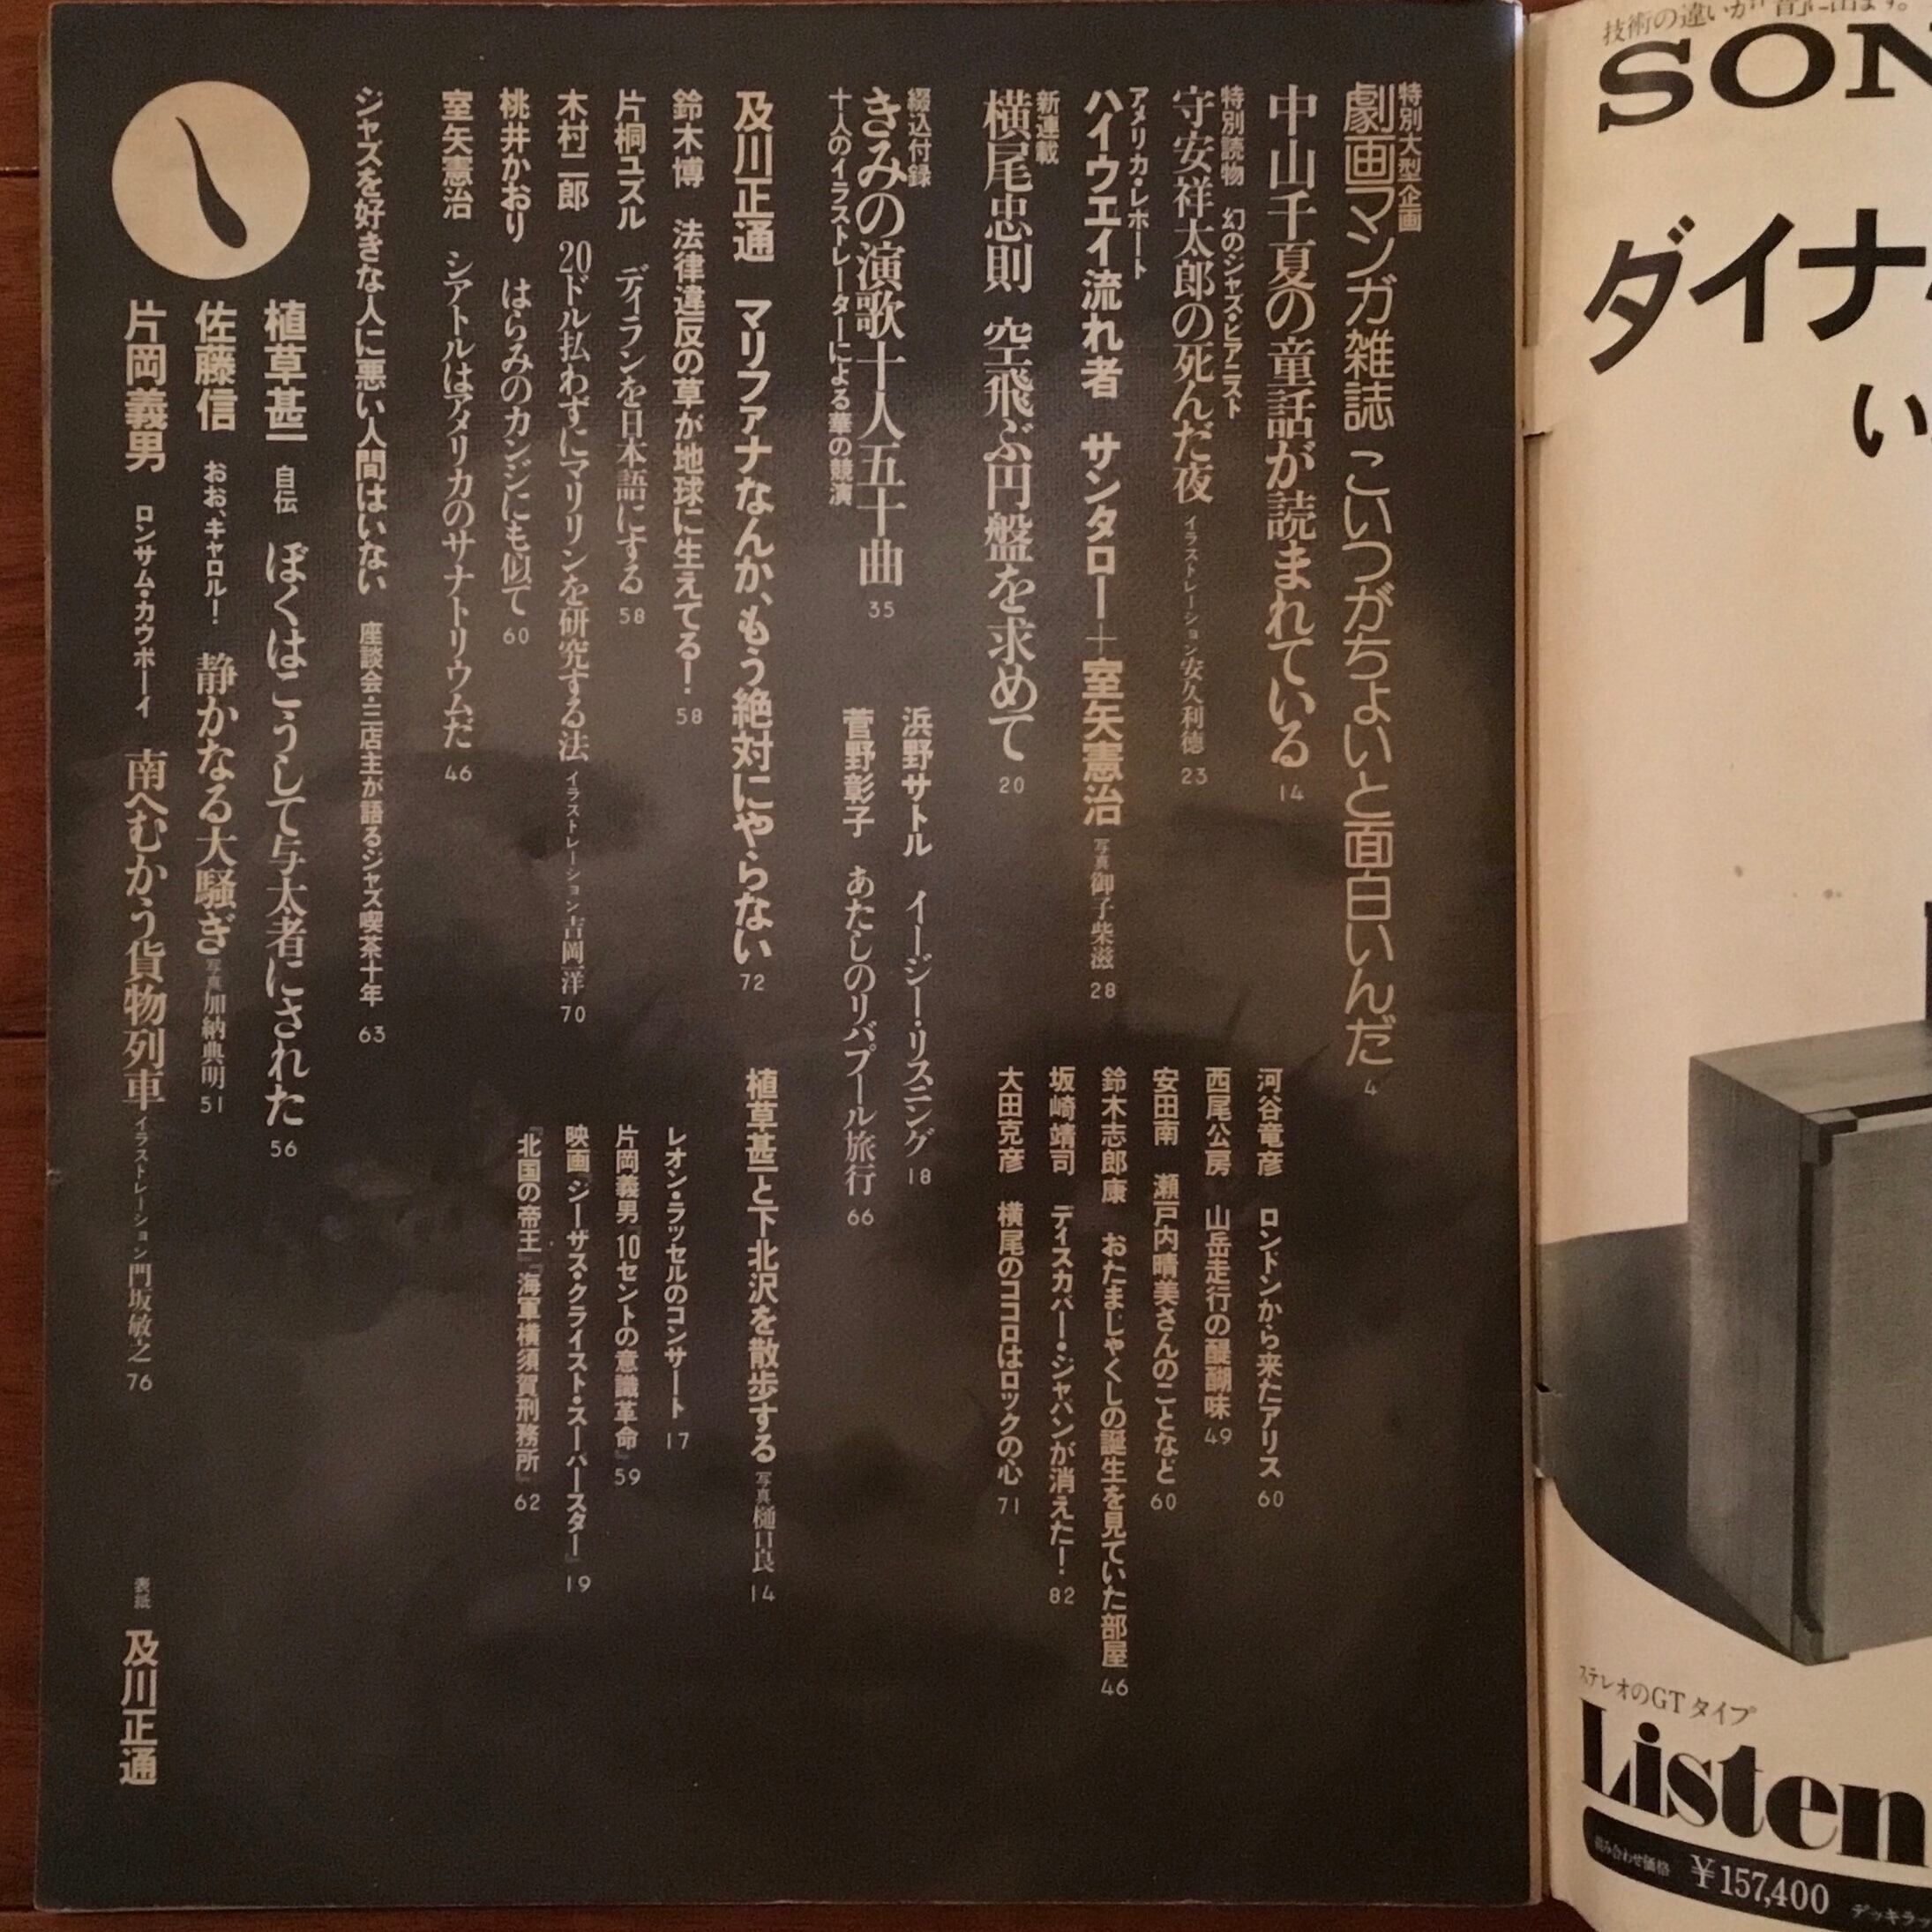 特別大型企画
劇画マンガ雑誌 こいつがちょいと面白いんだ 4
中山千夏の童話が読まれている 14
特別読物 幻のジャズ・ピアニスト
守安祥太郎の死んだ夜 イラストレーション 安久利徳 23
アメリカ・レポート
ハイウエイ流れ者 サンタロー+室矢憲治 写真 御子柴滋 28
新連載
横尾忠則 空飛ぶ円盤を求めて 20
河谷竜彦 ロンドンから来たアリス 60
西尾公房 山岳走行の醍醐味 49
安田南 瀬戸内晴美さんのことなど 60
鈴木志郎康 おたまじゃくしの誕生を見ていた部屋 46
坂崎靖司 ディスカバー・ジャパンが消えた! 82
大田克彦 横尾のココロはロックの心 71
綴込付録
きみの演歌十人五十曲 35
十人のイラストレーターによる華の競演
浜野サトル イージー・リスニング 18
菅野彰子 あたしのリバプール旅行 66
及川正通 マリファナなんか、もう絶対にやらない 72
鈴木博 法律違反の草が地球に生えてる! 58
片桐ユズル ディランを日本語にする 58
木村二郎 20ドル払わずにマリリンを研究する法 イラストレーション 吉岡一洋 70
桃井かおり はらみのカンジにも似て 60
室矢憲治 シアトルはアメリカのサナトリウムだ 46
植草甚一と下北沢を散歩する 写真 樋口良一 14
レオン・ラッセルのコンサート 17
片岡義男『10セントの意識革命』 59
映画『ジーザス・クライスト・スーパースター』 19
『北国の帝王』『海軍横須賀刑務所』 62
ジャズを好きな人に悪い人間はいない 座談会・三店主が語るジャズ喫茶十年 63
植草甚一 自伝 ぼくはこうして与太者にされた 56
佐藤信 おお、キャロル! 静かなる大騒ぎ 写真 加納典明 51
片岡義男 ロンサム・カウボーイ 南へむかう貨物列車 イラストレーション 門坂敏之 76
表紙 及川正通
技術の違いが「音」に出ます。
SON
ダイナ
い
ステレオのGTタイプ
Listen
組み合わせ価格 ¥157,400